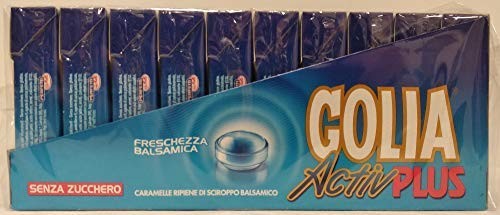 GOLIA
Activ PLUS
FRESCHEZZA
BALSAMICA
SENZA ZUCCHERO
CARAMELLE RIPIENE DI SCIROPPO BALSAMICO